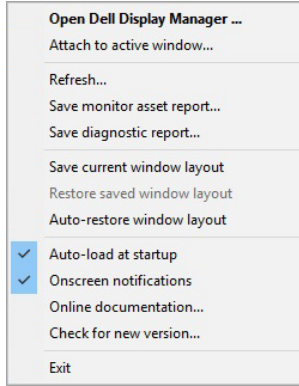 Open Dell Display Manager ...
Attach to active window...
Refresh...
Save monitor asset report...
Save diagnostic report...
Save current window layout
Restore saved window layout
Auto-restore window layout
Auto-load at startup
Onscreen notifications
Online documentation...
Check for new version...
Exit